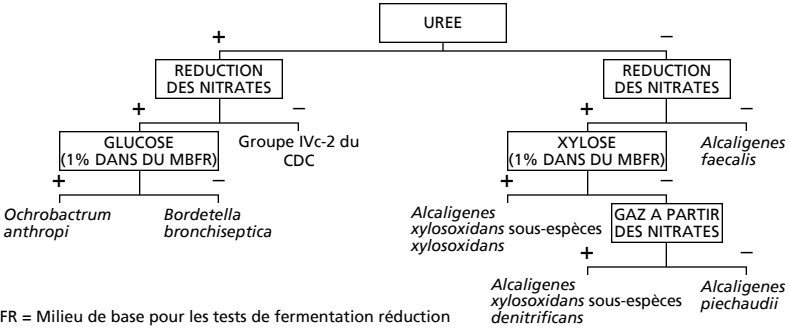 UREE
+
−
REDUCTION
DES NITRATES
REDUCTION
DES NITRATES
+
−
+
−
GLUCOSE
(1% DANS DU MBFR)
Groupe IVc-2 du
CDC
XYLOSE
(1% DANS DU MBFR)
Alcaligenes
faecalis
+
−
+
−
Ochrobactrum
anthropi
Bordetella
bronchiseptica
Alcaligenes
xylosoxidans sous-espèces
xylosoxidans
GAZ A PARTIR
DES NITRATES
+
−
Alcaligenes
xylosoxidans sous-espèces
denitrificans
Alcaligenes
piechaudii
FR = Milieu de base pour les tests de fermentation réduction